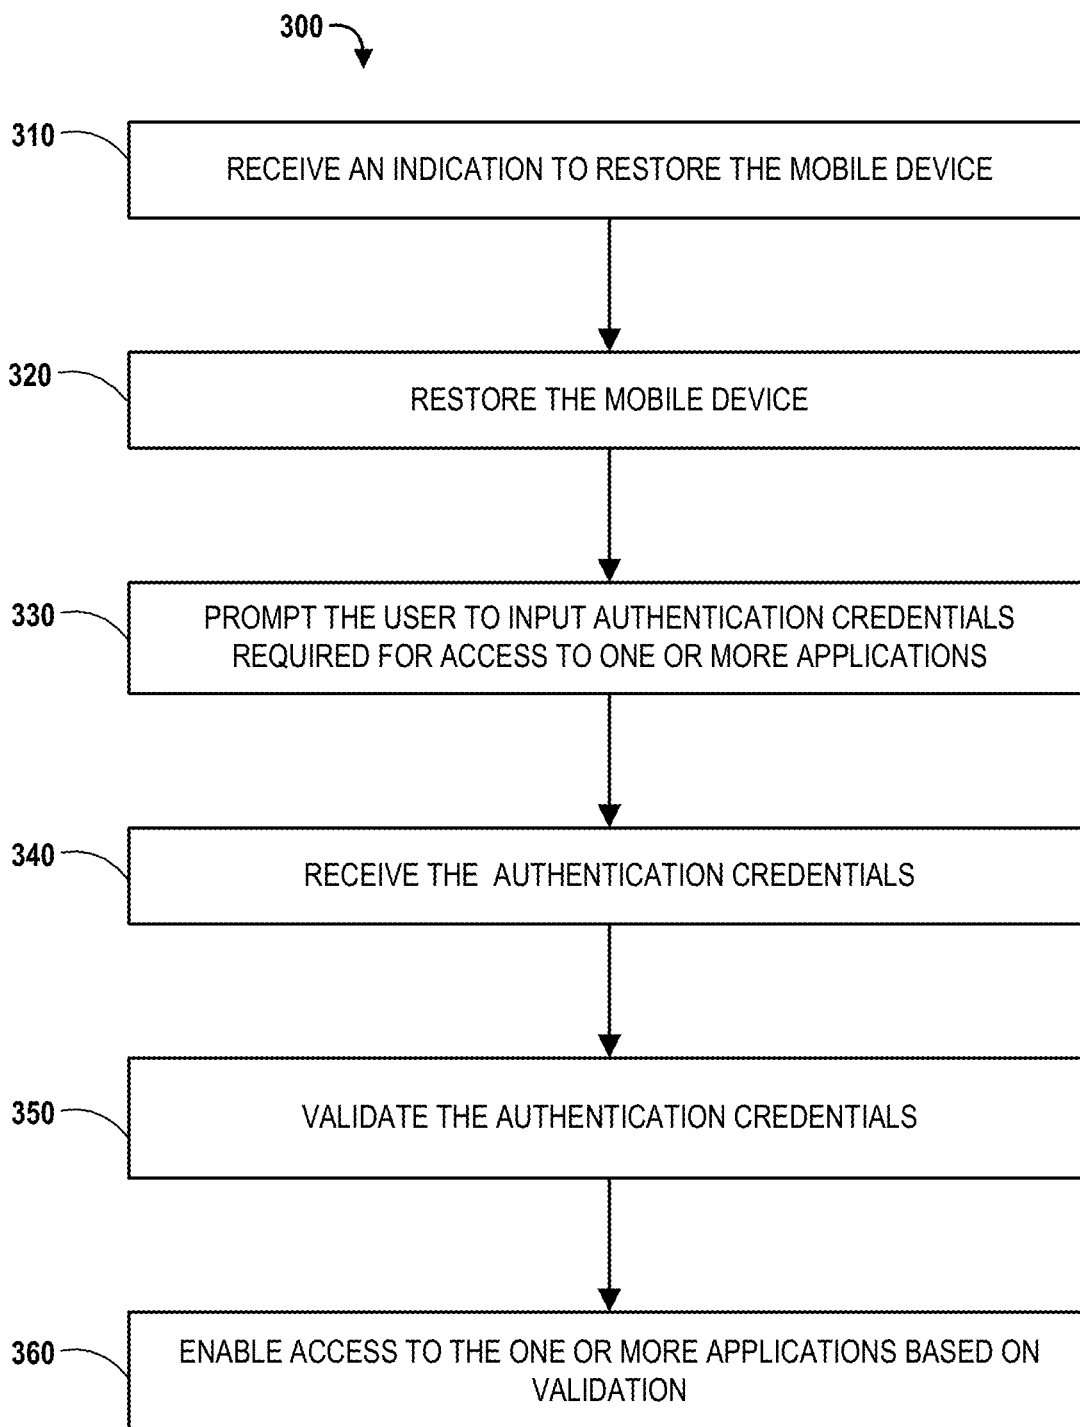 300
310
RECEIVE AN INDICATION TO RESTORE THE MOBILE DEVICE
320
RESTORE THE MOBILE DEVICE
330
PROMPT THE USER TO INPUT AUTHENTICATION CREDENTIALS
REQUIRED FOR ACCESS TO ONE OR MORE APPLICATIONS
340
RECEIVE THE AUTHENTICATION CREDENTIALS
350
VALIDATE THE AUTHENTICATION CREDENTIALS
360
ENABLE ACCESS TO THE ONE OR MORE APPLICATIONS BASED ON
VALIDATION